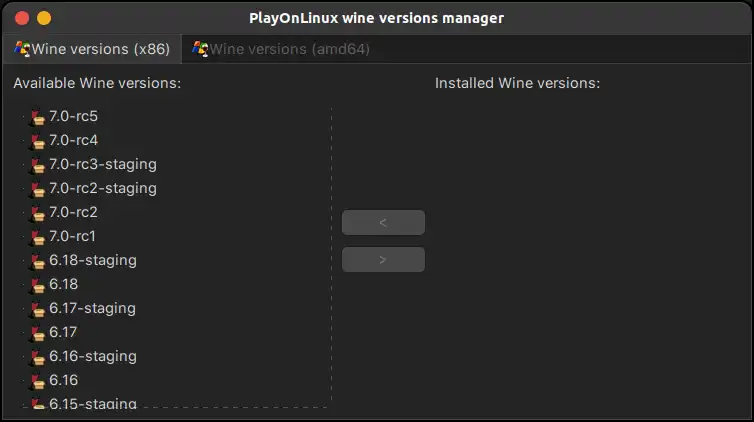 PlayOnLinux wine versions manager
Wine versions (x86) Wine versions (amd64)
Available Wine versions: Installed Wine versions:
7.0-rc5
7.0-rc4
7.0-rc3-staging
7.0-rc2-staging
7.0-rc2
7.0-rc1
6.18-staging
6.18
6.17-staging
6.17
6.16-staging
6.16
6.15-staging
<
>